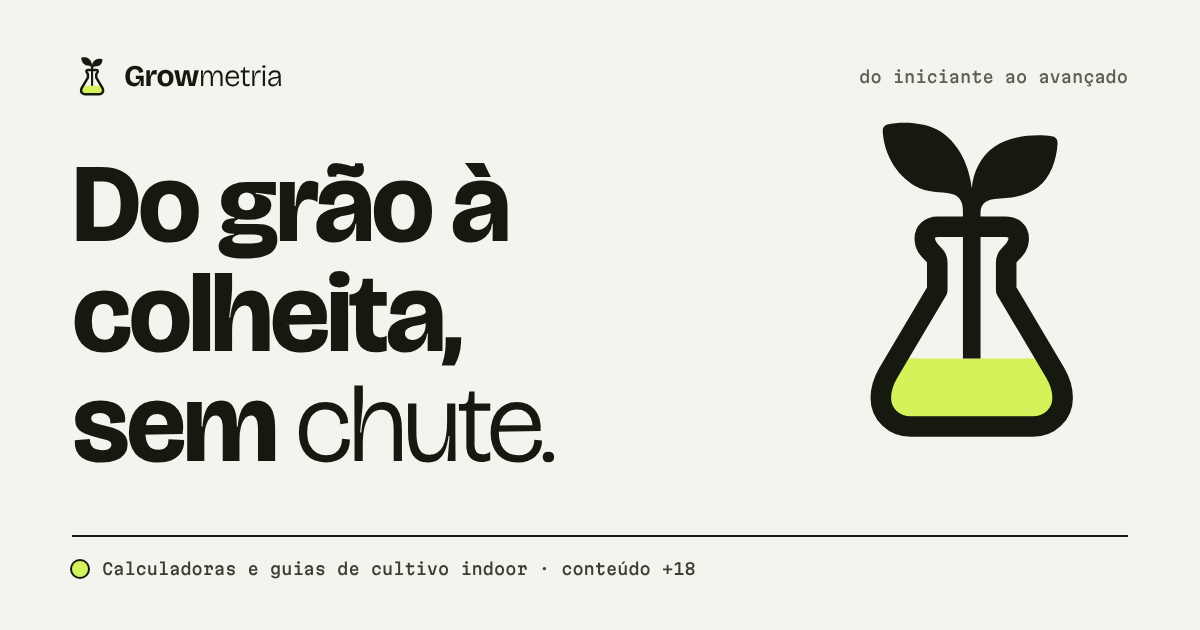 Growmetria
do iniciante ao avançado
Do grão à
colheita,
sem chute.
Calculadoras e guias de cultivo indoor · conteúdo +18